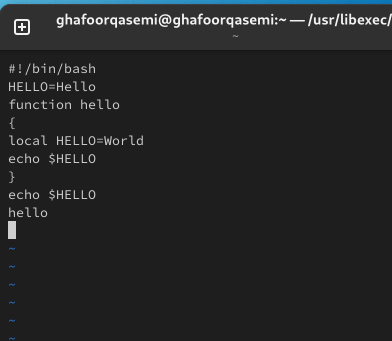 ghafoorqasemi@ghafoorqasemi:~ — /usr/libexec/
~
#!/bin/bash
HELLO=Hello
function hello
{
local HELLO=World
echo $HELLO
}
echo $HELLO
hello
~
~
~
~
~
~